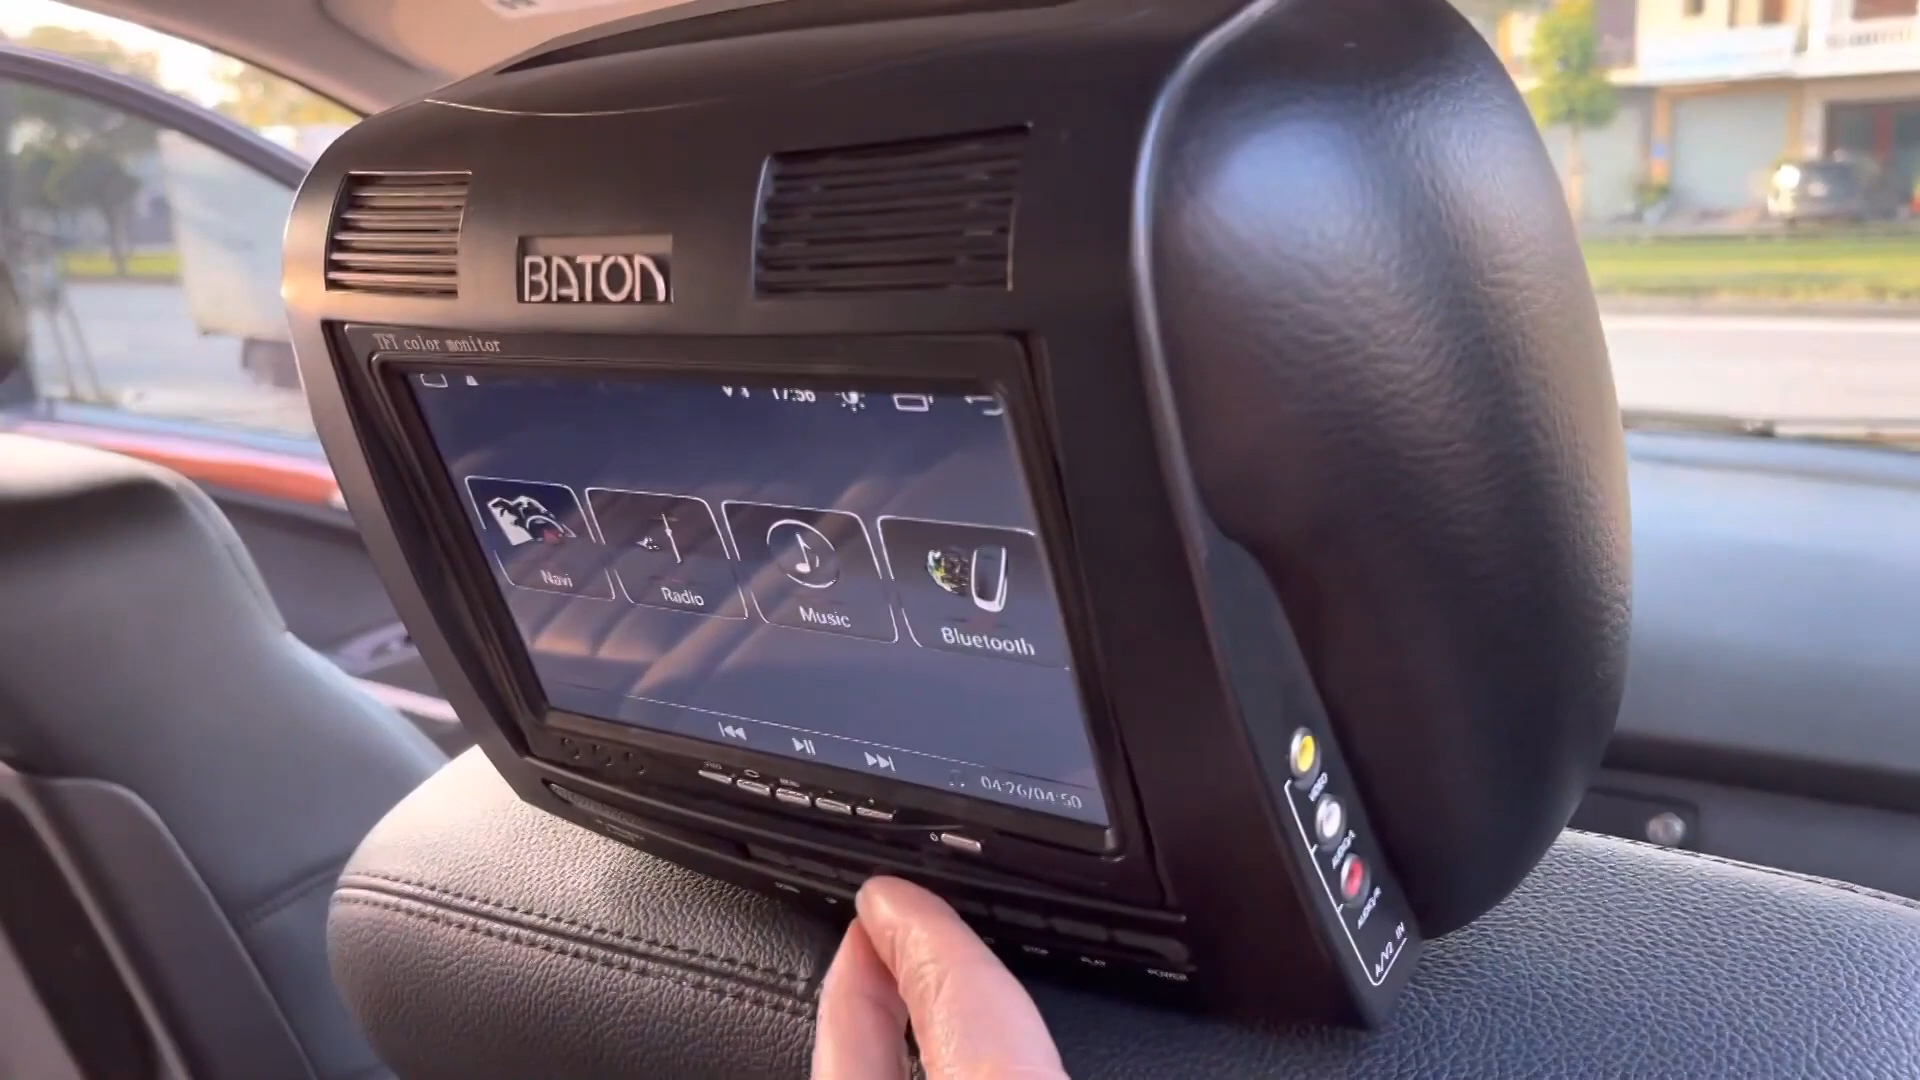 BATON
TFT color monitor
17:56
Navi
Radio
Music
Bluetooth
04:26/04:50
VIDEO
AUDIO-L
AUDIO-R
A/V2 IN
STOP
PLAY
POWER